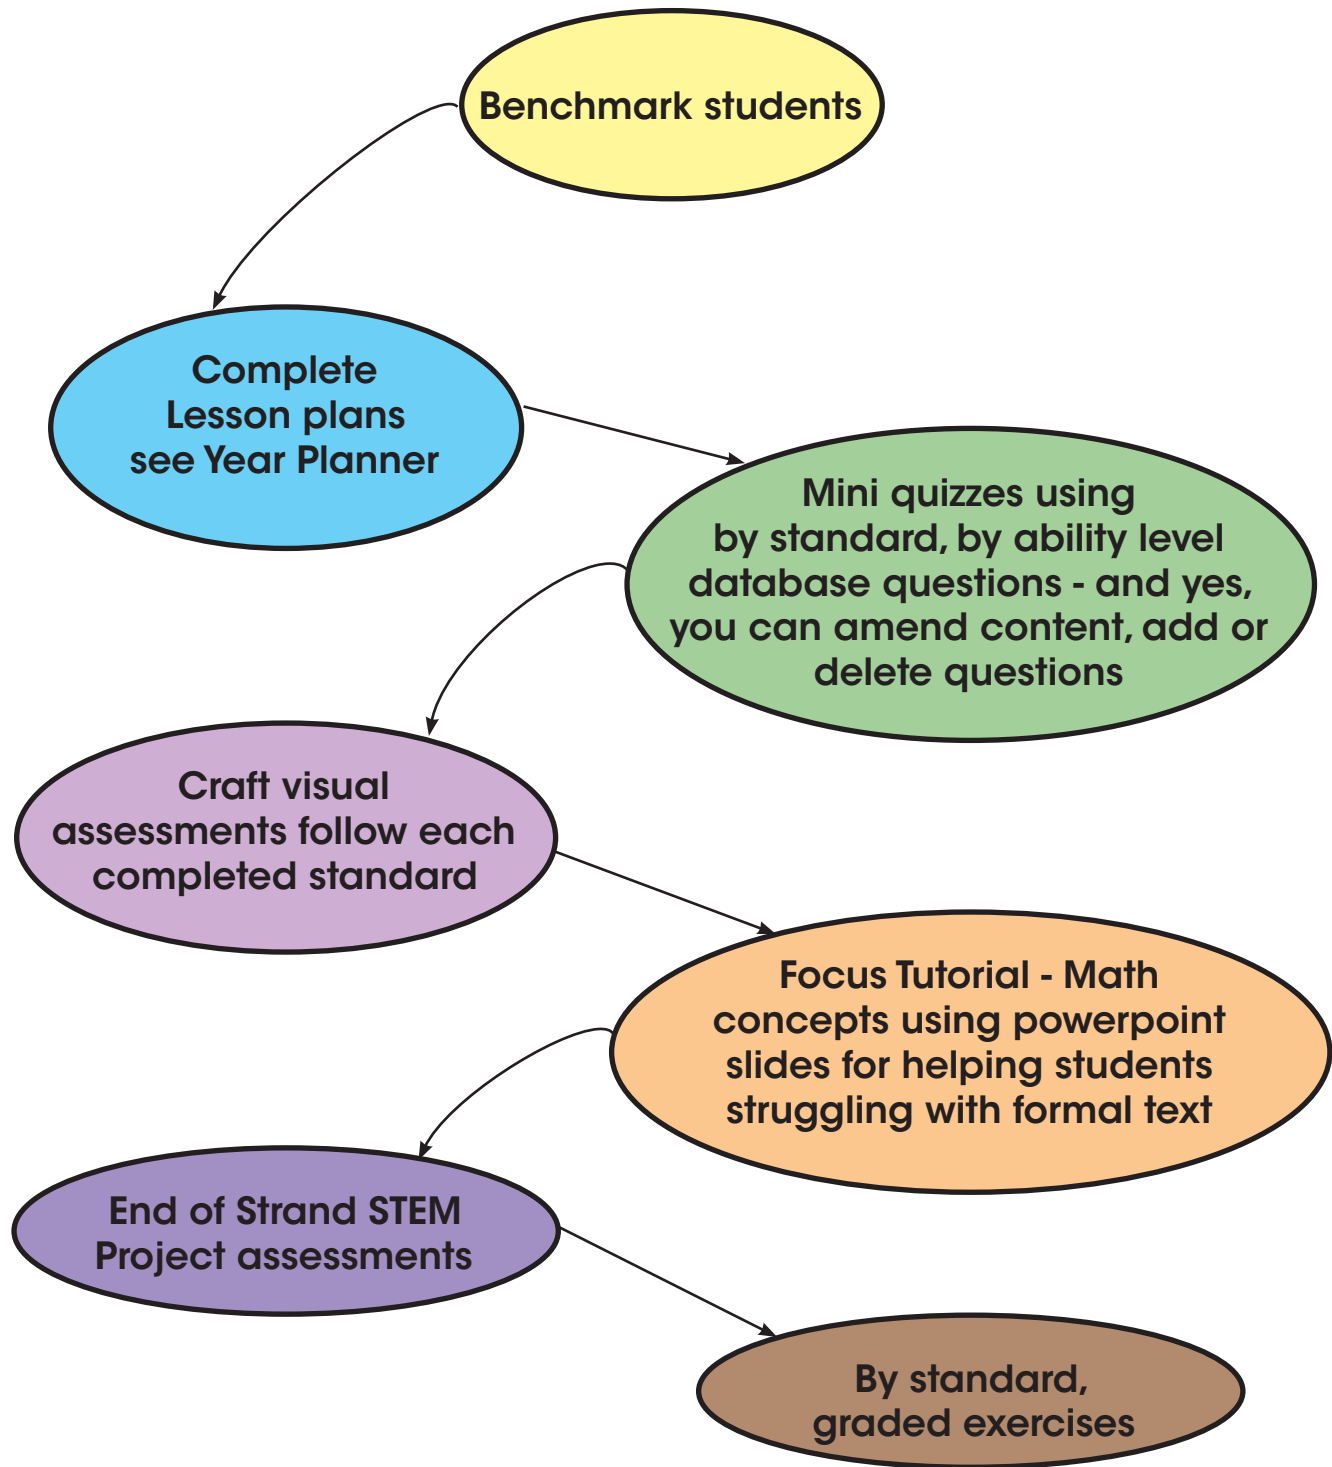 Benchmark students
Complete
Lesson plans
see Year Planner
Mini quizzes using
by standard, by ability level
database questions - and yes,
you can amend content, add or
delete questions
Craft visual
assessments follow each
completed standard
Focus Tutorial - Math
concepts using powerpoint
slides for helping students
struggling with formal text
End of Strand STEM
Project assessments
By standard,
graded exercises